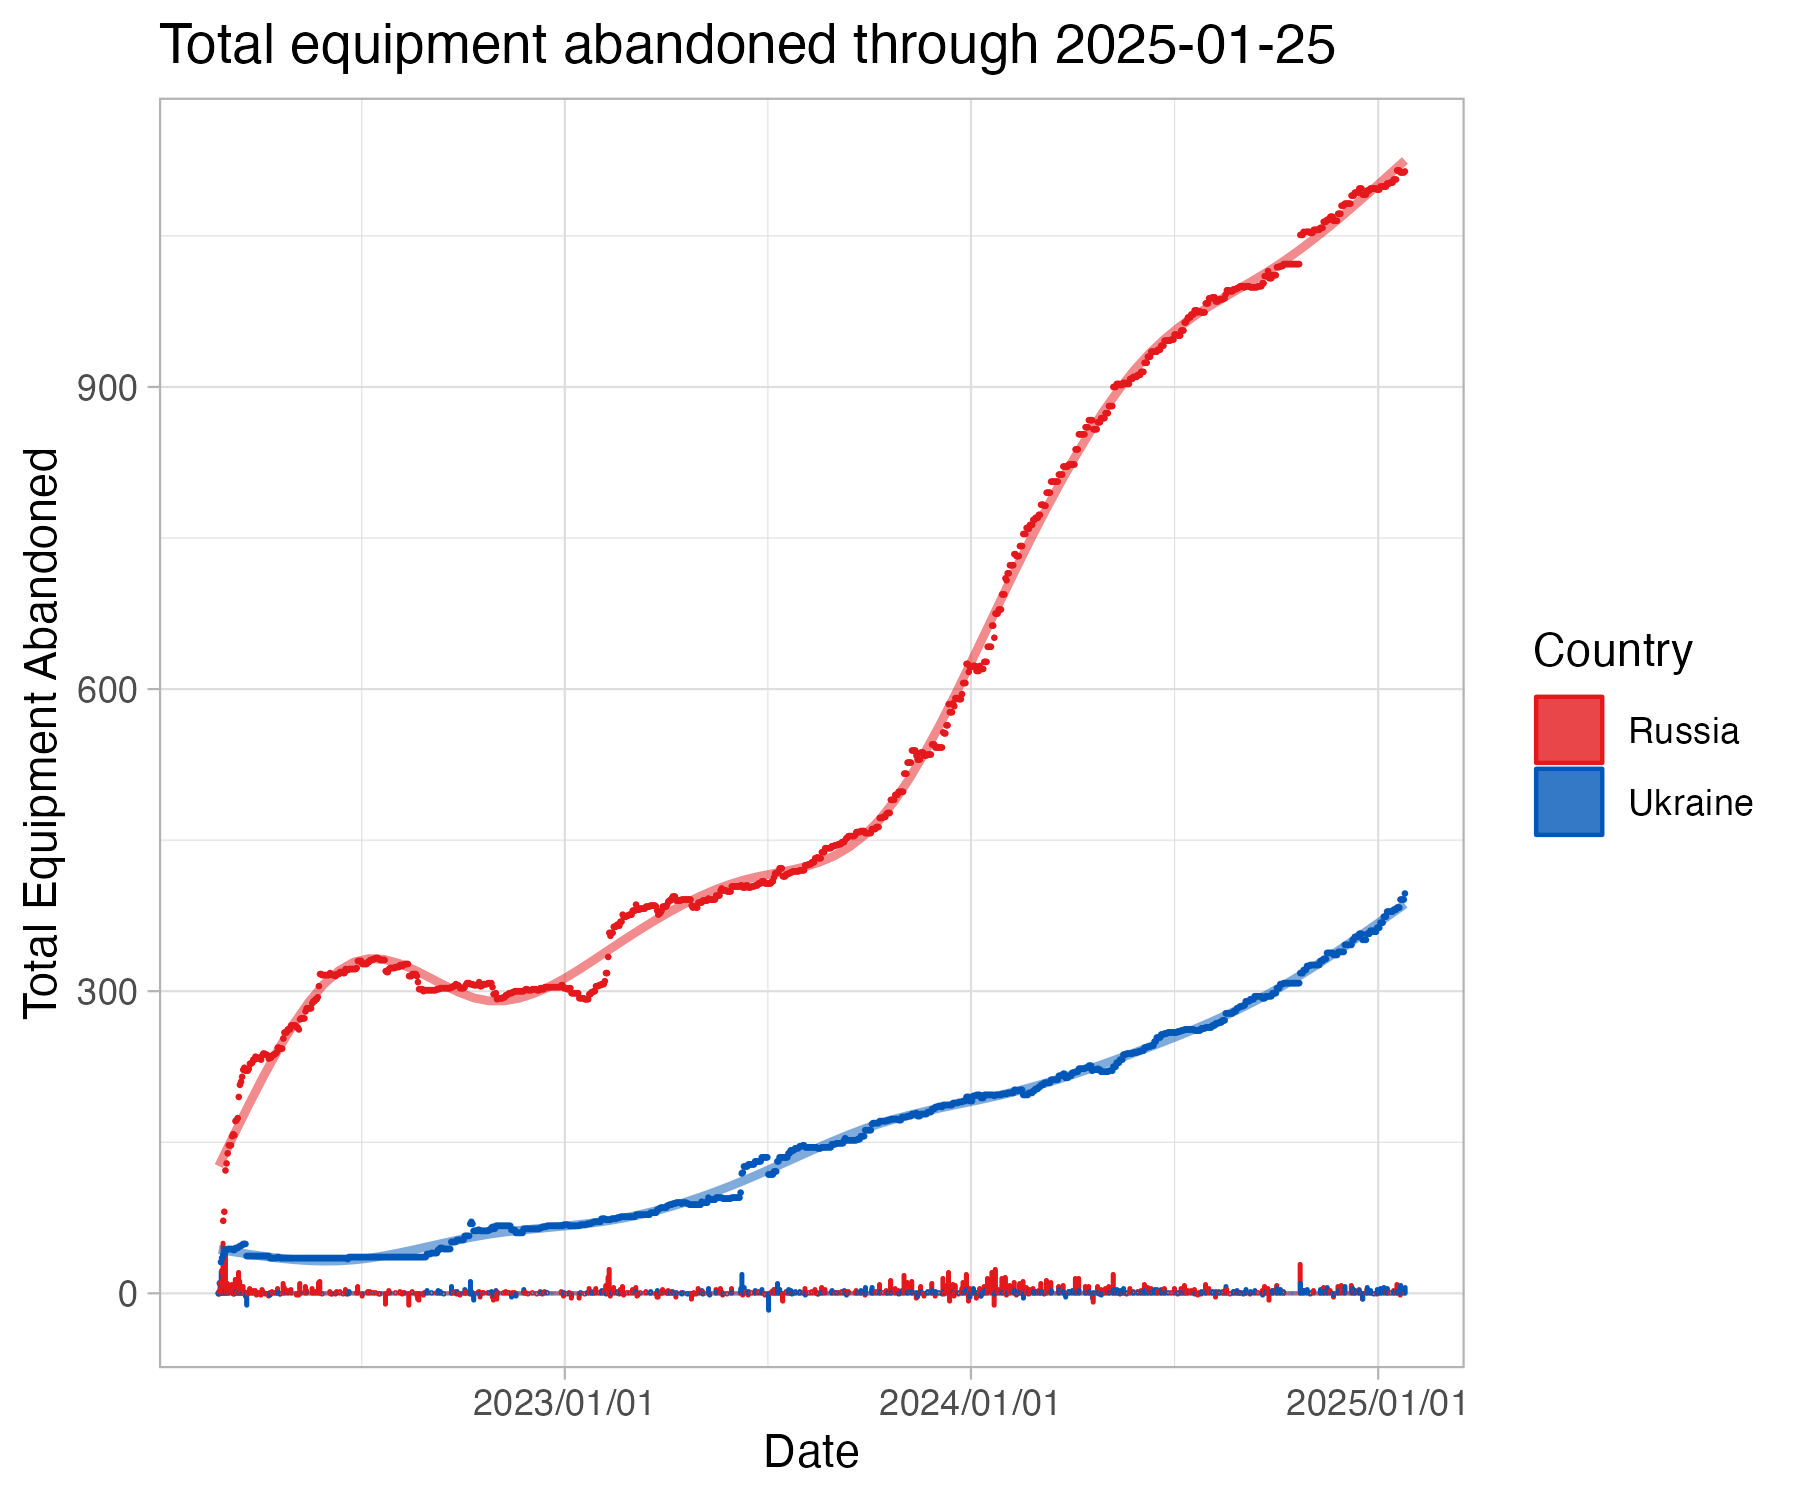 Total equipment abandoned through 2025-01-25
Total Equipment Abandoned
900
600
300
0
2023/01/01
2024/01/01
2025/01/01
Date
Country
Russia
Ukraine